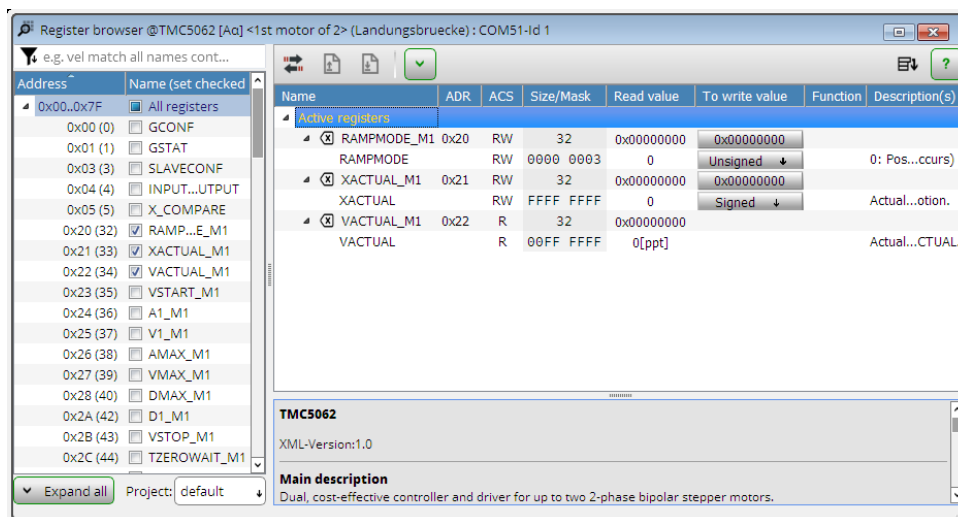 Register browser @TMC5062 [Aα] <1st motor of 2> (Landungsbruecke) : COM51-Id 1
e.g. vel match all names cont...
Address Name (set checked
0x00..0x7F All registers
0x00 (0) GCONF
0x01 (1) GSTAT
0x03 (3) SLAVECONF
0x04 (4) INPUT...UTPUT
0x05 (5) X_COMPARE
0x20 (32) RAMP...E_M1
0x21 (33) XACTUAL_M1
0x22 (34) VACTUAL_M1
0x23 (35) VSTART_M1
0x24 (36) A1_M1
0x25 (37) V1_M1
0x26 (38) AMAX_M1
0x27 (39) VMAX_M1
0x28 (40) DMAX_M1
0x2A (42) D1_M1
0x2B (43) VSTOP_M1
0x2C (44) TZEROWAIT_M1
Expand all Project: default
?
Name ADR ACS Size/Mask Read value To write value Function Description(s)
Active registers
RAMPMODE_M1 0x20 RW 32 0x00000000 0x00000000
RAMPMODE RW 0000 0003 0 Unsigned 0: Pos...ccurs)
XACTUAL_M1 0x21 RW 32 0x00000000 0x00000000
XACTUAL RW FFFF FFFF 0 Signed Actual...otion.
VACTUAL_M1 0x22 R 32 0x00000000
VACTUAL R 00FF FFFF 0[ppt] Actual...CTUAL
TMC5062
XML-Version:1.0
Main description
Dual, cost-effective controller and driver for up to two 2-phase bipolar stepper motors.